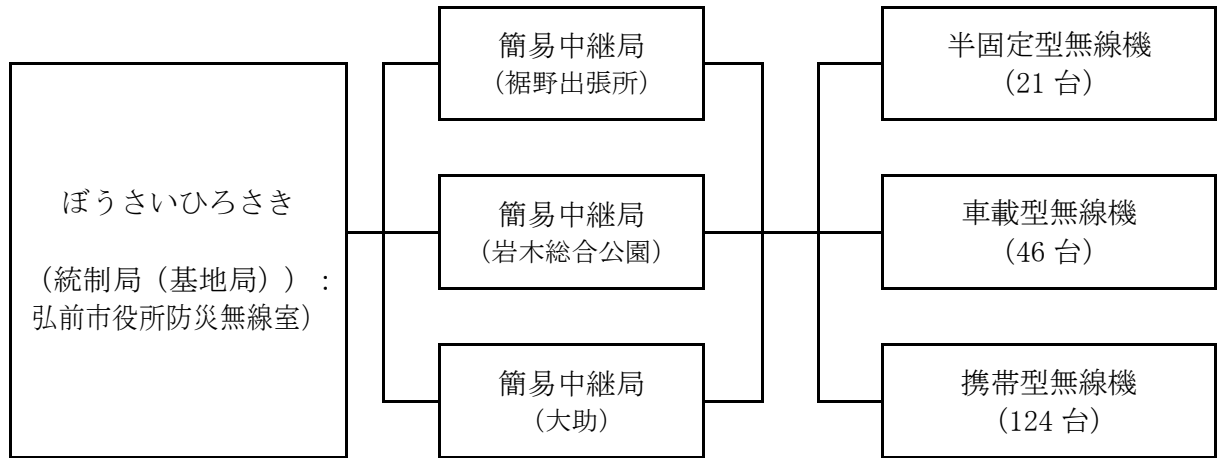 ぼうさいひろさき
（統制局（基地局））：
弘前市役所防災無線室）
簡易中継局
（裾野出張所）
簡易中継局
（岩木総合公園）
簡易中継局
（大助）
半固定型無線機
（21 台）
車載型無線機
（46 台）
携帯型無線機
（124 台）